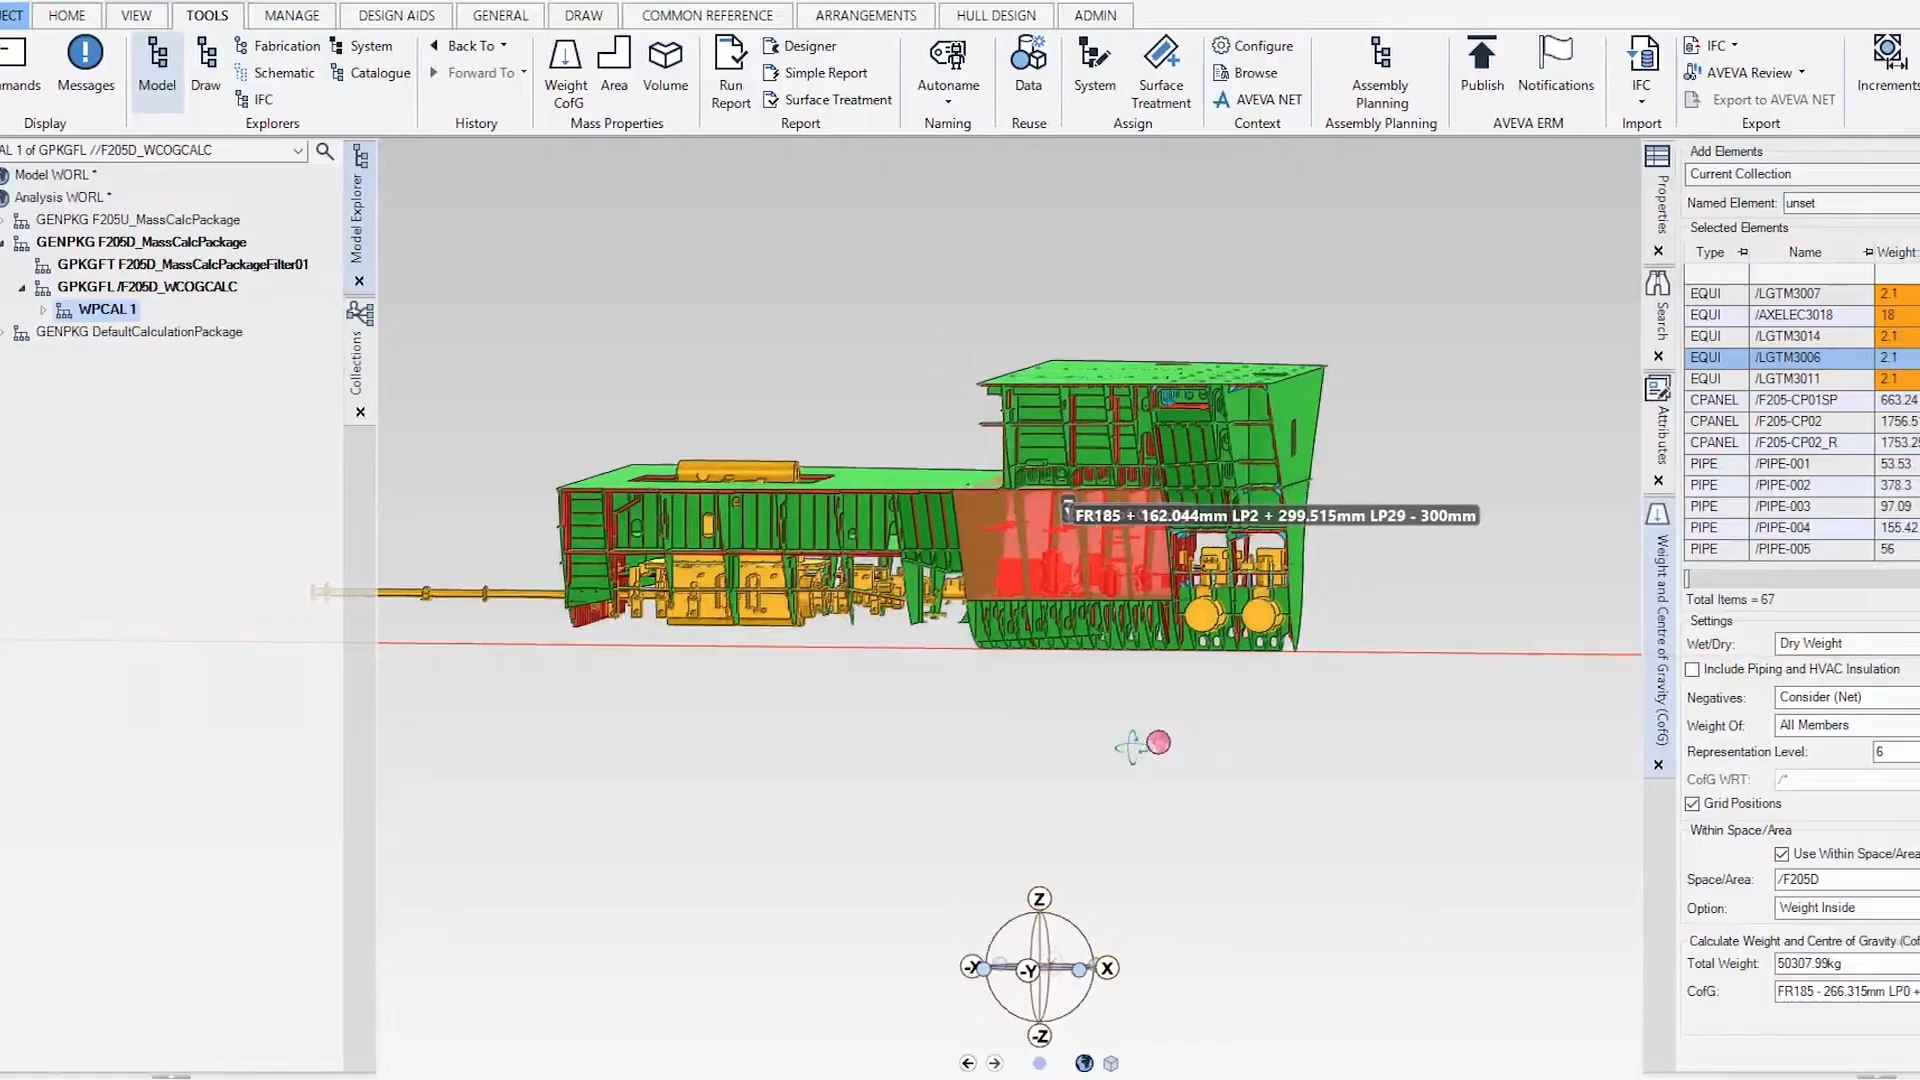 JECT HOME VIEW TOOLS MANAGE DESIGN AIDS GENERAL DRAW COMMON REFERENCE ARRANGEMENTS HULL DESIGN ADMIN
mands
Messages
Display
Model
Draw
Fabrication
Schematic
IFC
System
Catalogue
Explorers
Back To
Forward To
History
Weight
CofG
Area
Volume
Mass Properties
Run
Report
Designer
Simple Report
Surface Treatment
Report
Autoname
Naming
Data
Reuse
System
Surface
Treatment
Assign
Configure
Browse
AVEVA NET
Context
Assembly
Planning
Assembly Planning
Publish
Notifications
AVEVA ERM
IFC
Import
IFC
AVEVA Review
Export to AVEVA NET
Export
Increments
AL 1 of GPKGFL //F205D_WCOGCALC
Model WORL *
Analysis WORL *
GENPKG F205U_MassCalcPackage
GENPKG F205D_MassCalcPackage
GPKGFT F205D_MassCalcPackageFilter01
GPKGFL /F205D_WCOGCALC
WPCAL 1
GENPKG DefaultCalculationPackage
Model Explorer
Collections
FR185 + 162.044mm LP2 + 299.515mm LP29 - 300mm
Z
-X
-Y
X
-Z
Properties
Search
Attributes
Weight and Centre of Gravity (CofG)
Add Elements
Current Collection
Named Element: unset
Selected Elements
Type Name Weight
EQUI /LGTM3007 2.1
EQUI /AXELEC3018 18
EQUI /LGTM3014 2.1
EQUI /LGTM3006 2.1
EQUI /LGTM3011 2.1
CPANEL /F205-CP01SP 663.24
CPANEL /F205-CP02 1756.5
CPANEL /F205-CP02_R 1753.25
PIPE /PIPE-001 53.53
PIPE /PIPE-002 378.3
PIPE /PIPE-003 97.09
PIPE /PIPE-004 155.42
PIPE /PIPE-005 56
Total Items = 67
Settings
Wet/Dry: Dry Weight
Include Piping and HVAC Insulation
Negatives: Consider (Net)
Weight Of: All Members
Representation Level: 6
CofG WRT: /*
Grid Positions
Within Space/Area
Use Within Space/Area
Space/Area: /F205D
Option: Weight Inside
Calculate Weight and Centre of Gravity (Cof
Total Weight: 50307.99kg
CofG: FR185 - 266.315mm LP0 +